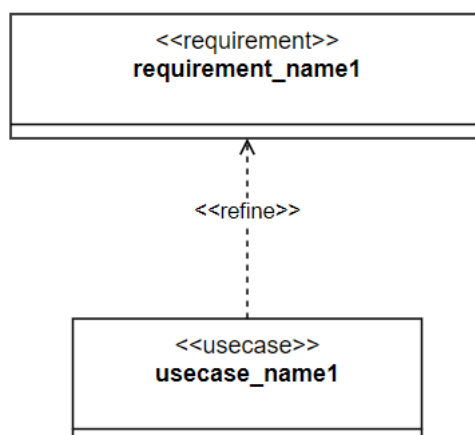 <<requirement>>
requirement_name1
<<refine>>
<<usecase>>
usecase_name1